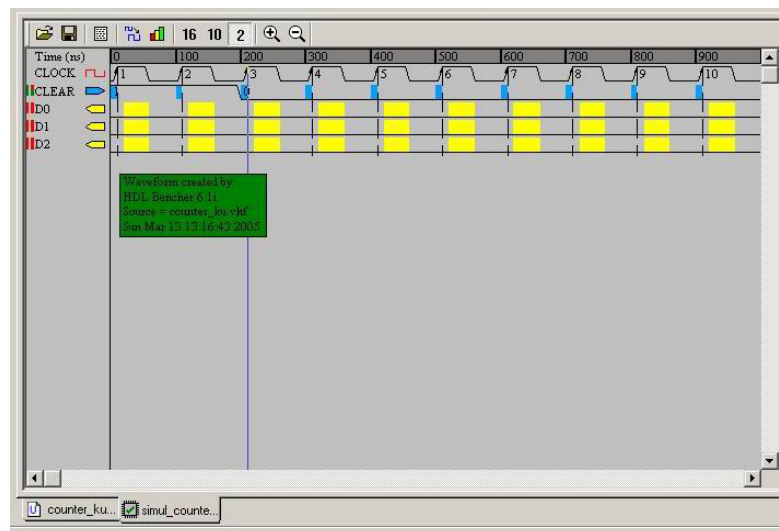 16 10 2
Time (ns) 0 100 200 300 400 500 600 700 800 900
CLOCK 1 2 3 4 5 6 7 8 9 10
CLEAR 0
D0
D1
D2
Waveform created by
HDL Bencher 6.1i
Source = counter_ku.vhf
Sun Mar 13 13:16:43 2005
counter_ku... simul_counte...